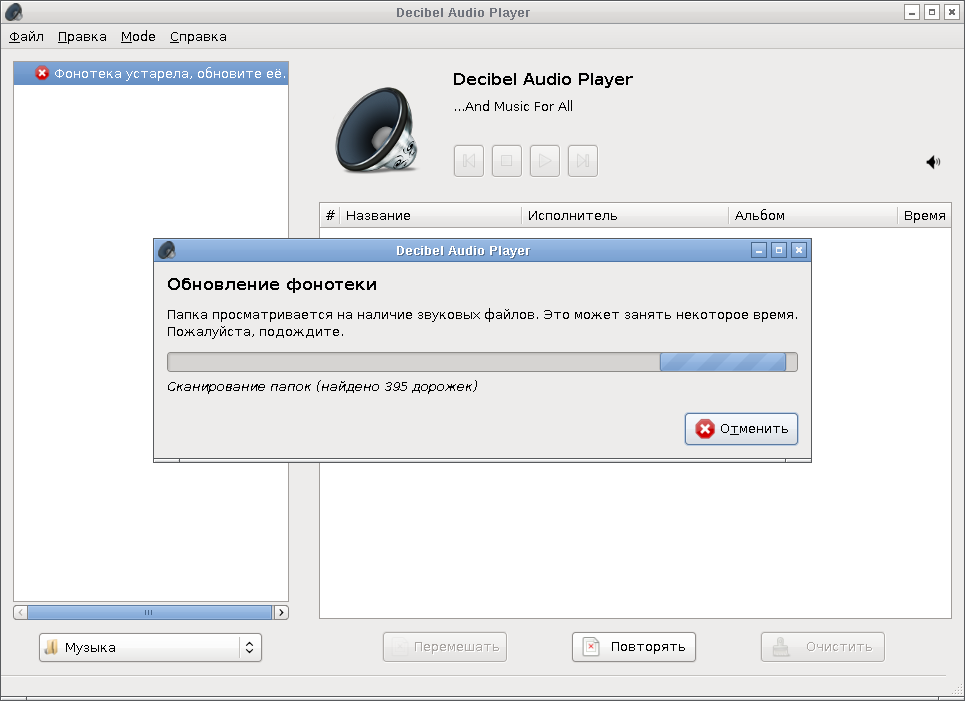 Decibel Audio Player
Файл Правка Mode Справка
Фонотека устарела, обновите её.
Decibel Audio Player
...And Music For All
# Название Исполнитель Альбом Время
Decibel Audio Player
Обновление фонотеки
Папка просматривается на наличие звуковых файлов. Это может занять некоторое время.
Пожалуйста, подождите.
Сканирование папок (найдено 395 дорожек)
Отменить
Музыка Перемешать Повторять Очистить